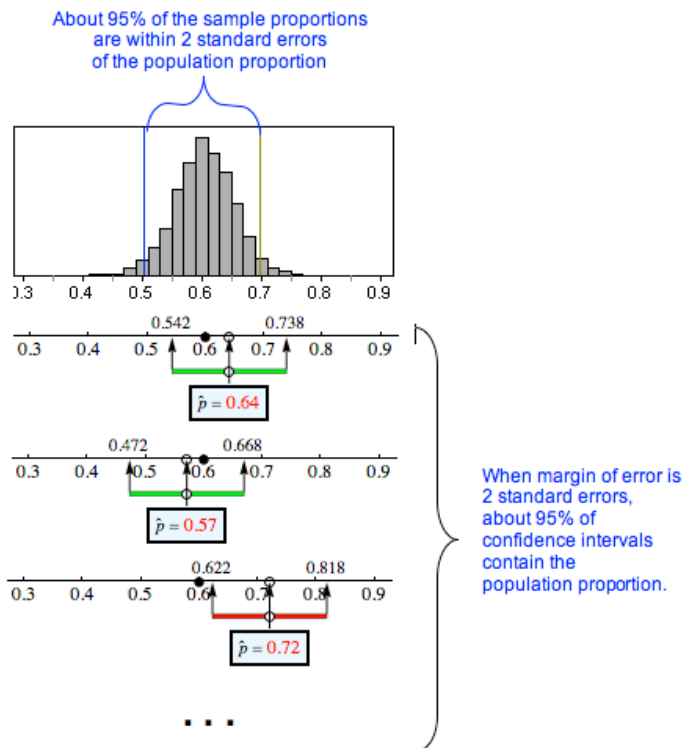 About 95% of the sample proportions
are within 2 standard errors
of the population proportion
0.3 0.4 0.5 0.6 0.7 0.8 0.9
0.542 0.738
0.3 0.4 0.5 0.6 0.7 0.8 0.9
p̂ = 0.64
0.472 0.668
0.3 0.4 0.5 0.6 0.7 0.8 0.9
p̂ = 0.57
0.622 0.818
0.3 0.4 0.5 0.6 0.7 0.8 0.9
p̂ = 0.72
. . .
When margin of error is
2 standard errors,
about 95% of
confidence intervals
contain the
population proportion.